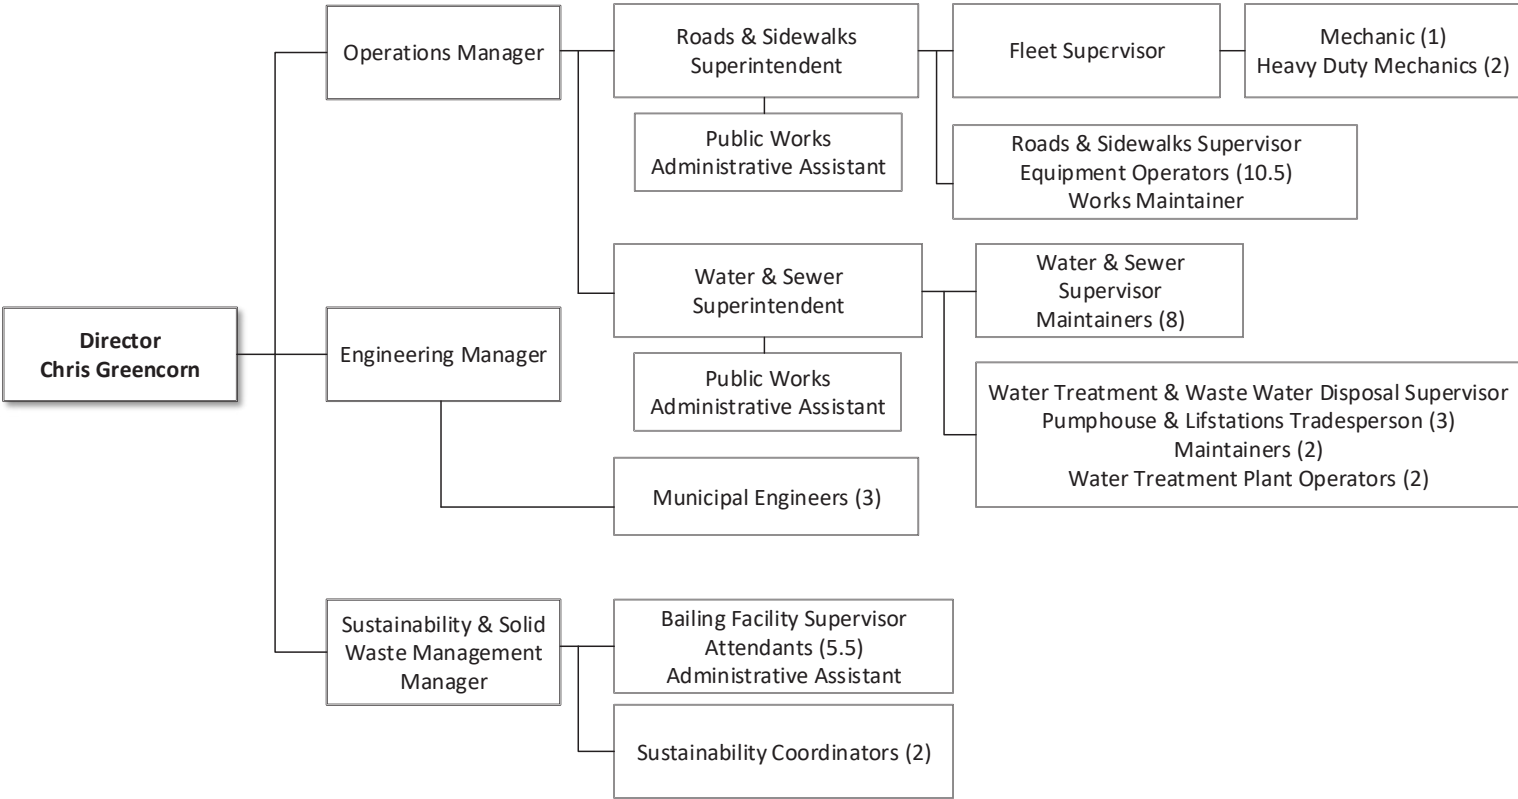 Operations Manager
Roads & Sidewalks
Superintendent
Fleet Supervisor
Mechanic (1)
Heavy Duty Mechanics (2)
Public Works
Administrative Assistant
Roads & Sidewalks Supervisor
Equipment Operators (10.5)
Works Maintainer
Water & Sewer
Superintendent
Water & Sewer
Supervisor
Maintainers (8)
Director
Chris Greencorn
Engineering Manager
Public Works
Administrative Assistant
Water Treatment & Waste Water Disposal Supervisor
Pumphouse & Lifstations Tradesperson (3)
Maintainers (2)
Water Treatment Plant Operators (2)
Municipal Engineers (3)
Sustainability & Solid
Waste Management
Manager
Bailing Facility Supervisor
Attendants (5.5)
Administrative Assistant
Sustainability Coordinators (2)